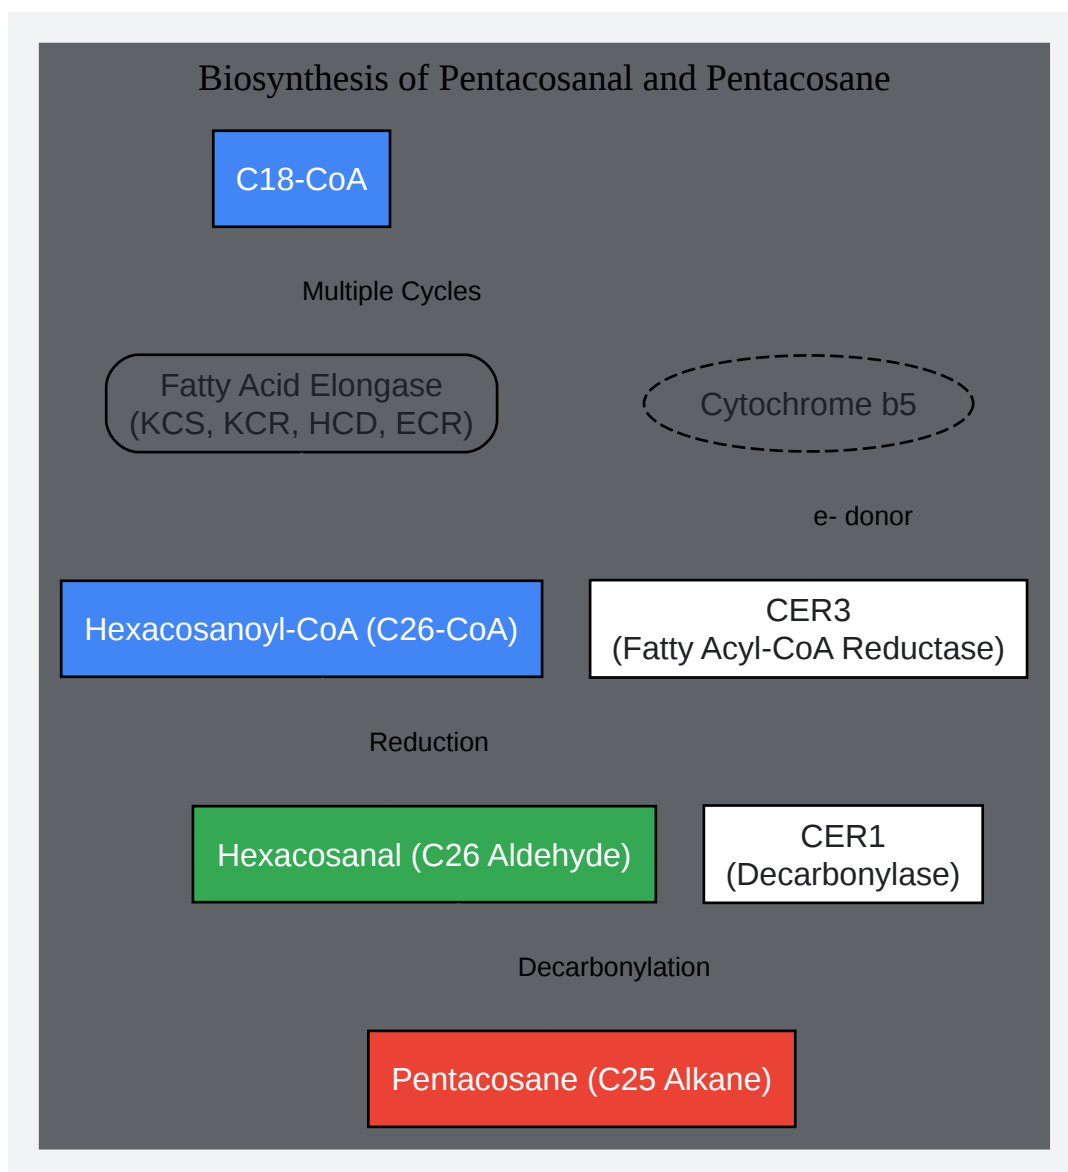 Biosynthesis of Pentacosanal and Pentacosane
C18-CoA
Multiple Cycles
Fatty Acid Elongase
(KCS, KCR, HCD, ECR)
Cytochrome b5
e- donor
Hexacosanoyl-CoA (C26-CoA)
CER3
(Fatty Acyl-CoA Reductase)
Reduction
Hexacosanal (C26 Aldehyde)
CER1
(Decarbonylase)
Decarbonylation
Pentacosane (C25 Alkane)